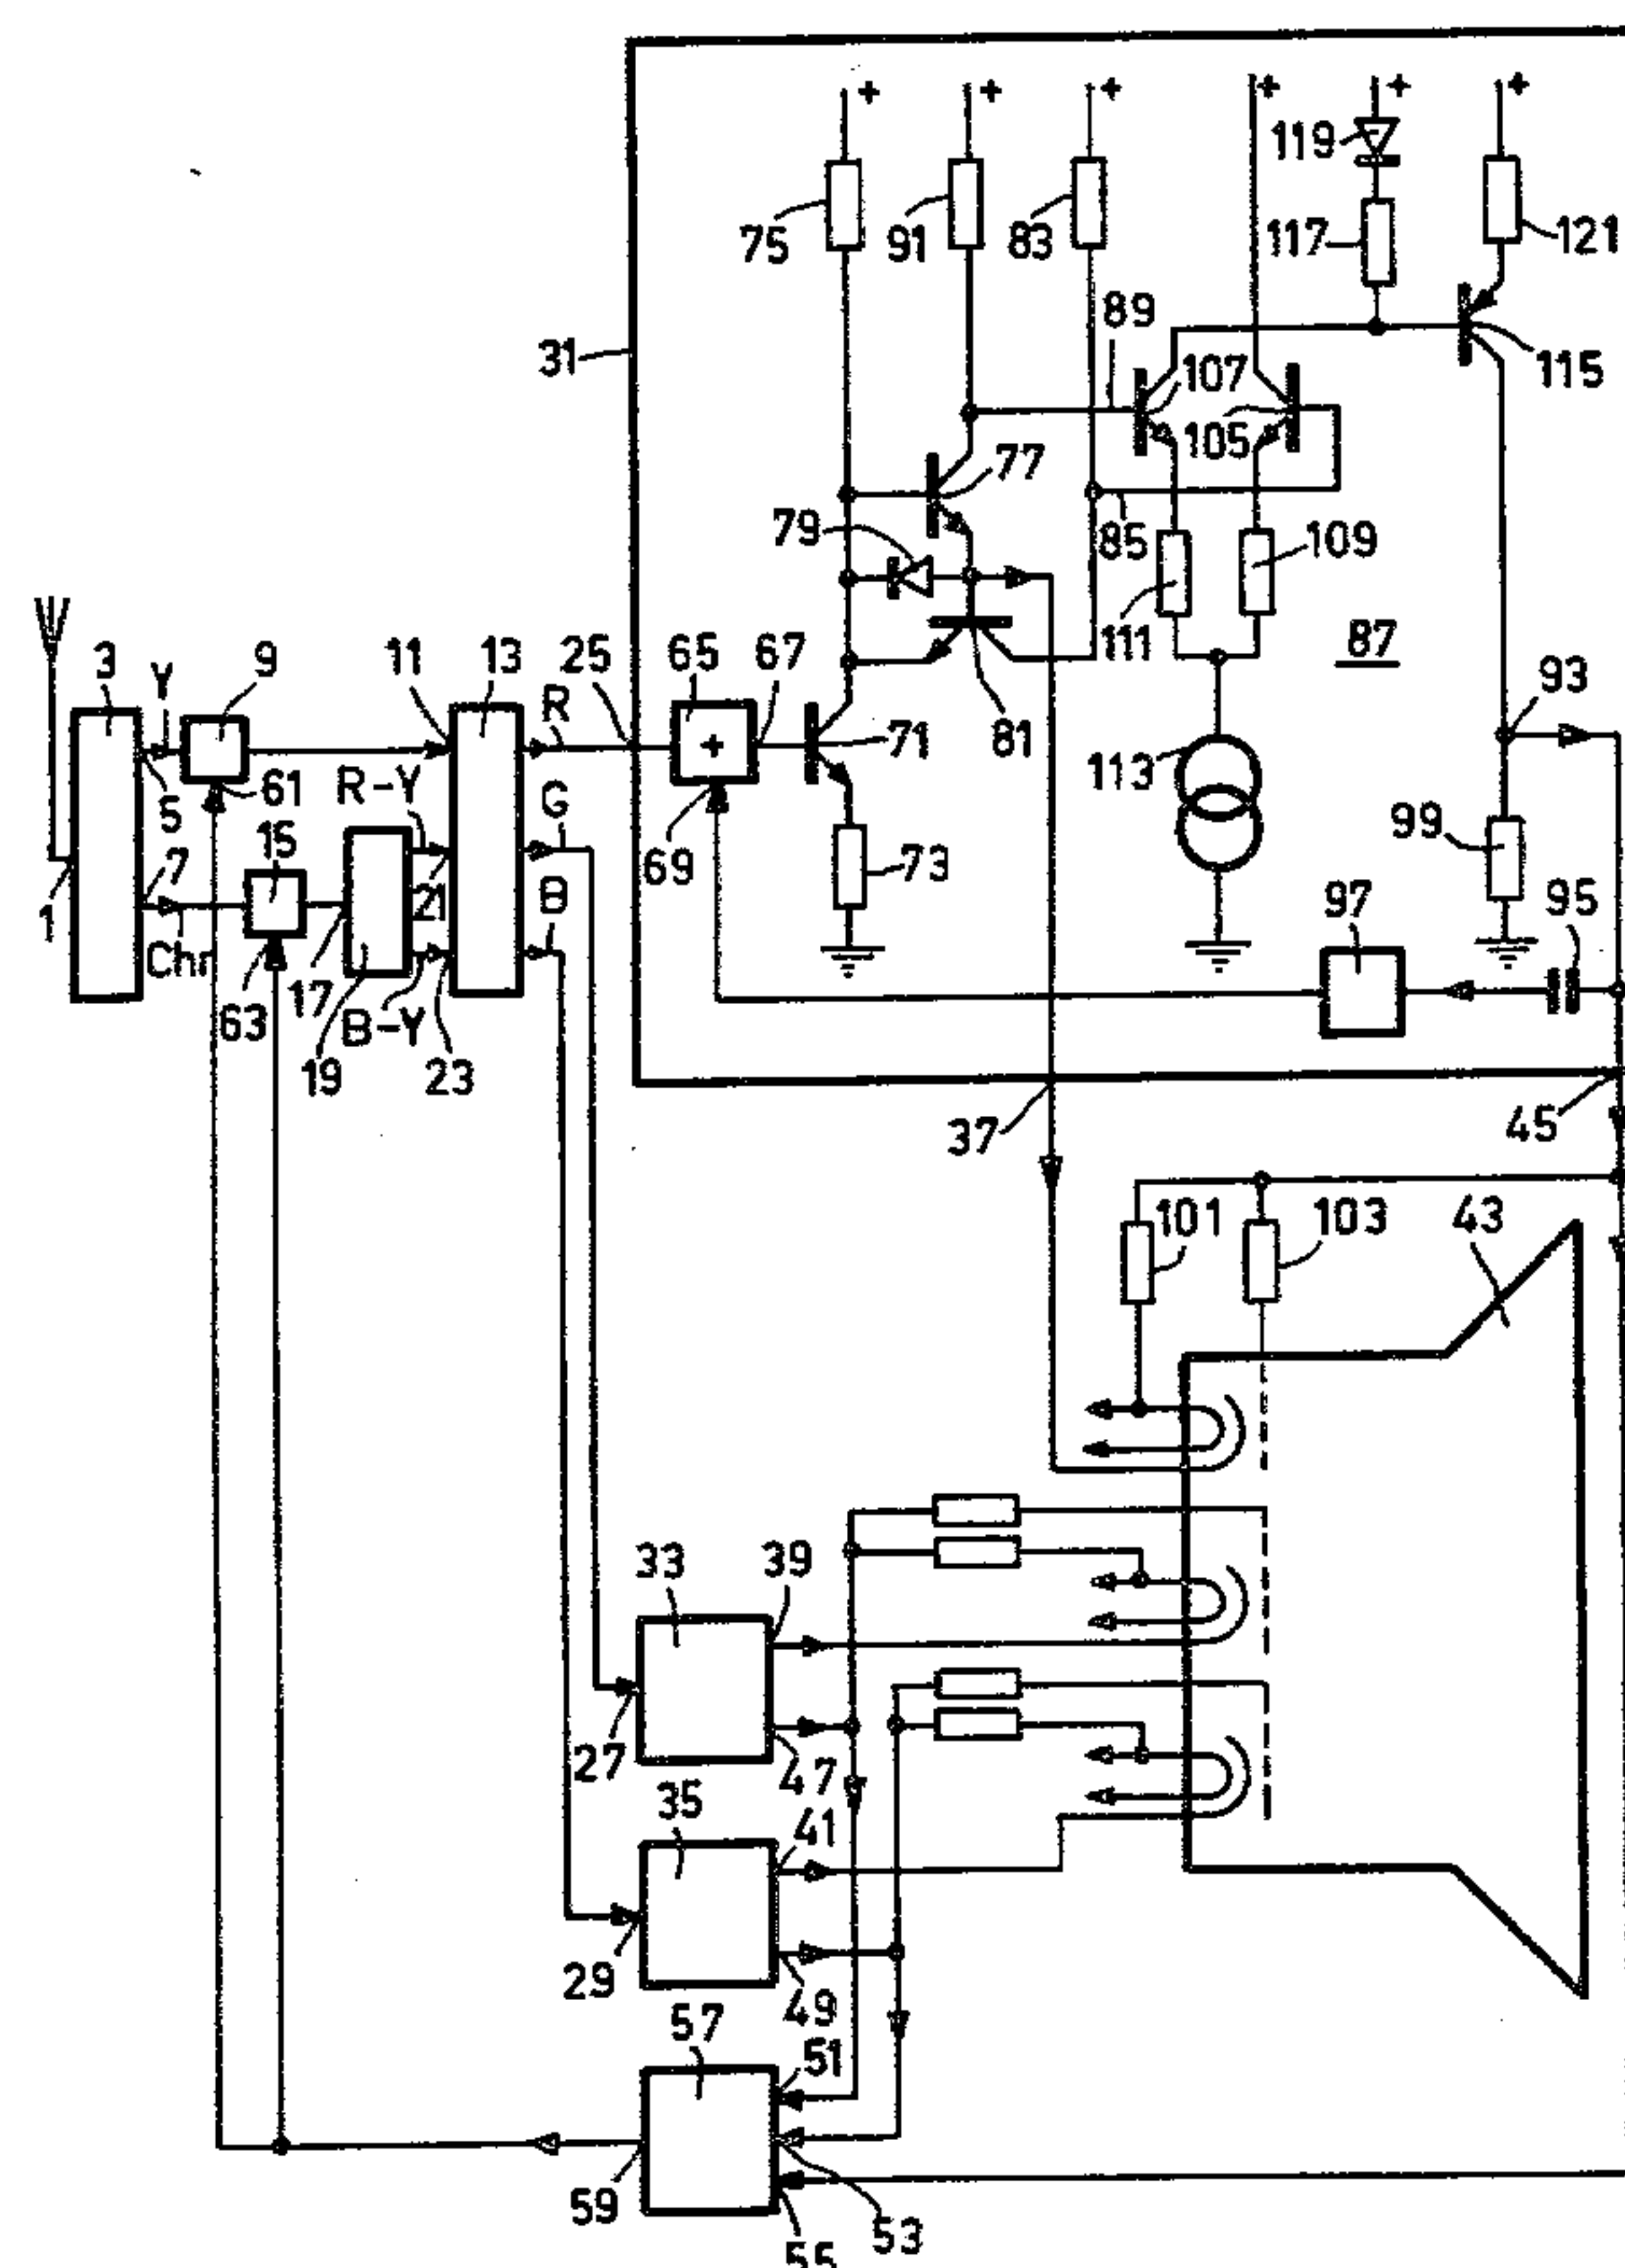 + + + + + +
119
75 91 83 117 121
89
31 107 115
105
77
79 85 109
111 87
3 Y 9 11 13 25 65 67 93
R + 71 81
5 61 R-Y G 113
15 69 73 99
7 21 B 97 95
1 Chr 17
63 B-Y
19 23
37 45
101 103 43
33 39
27 47
35 41
29 49
57 51
59 53
55